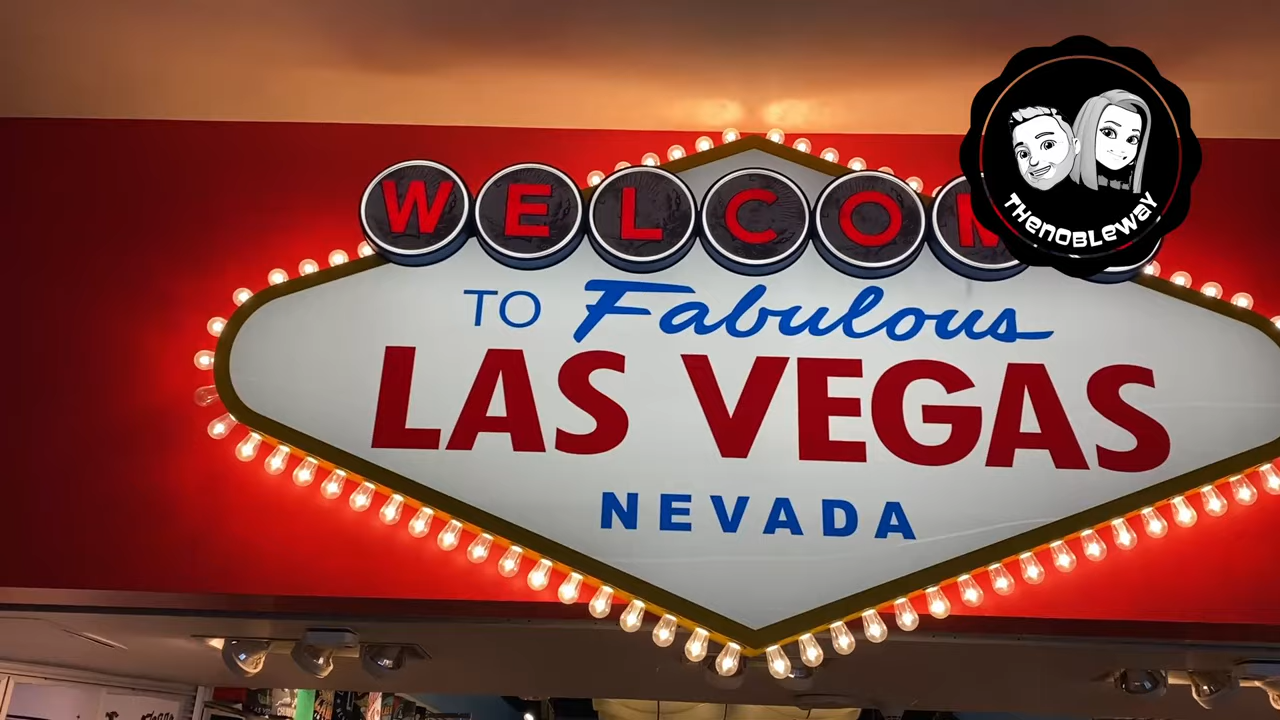 WELCOM
TO Fabulous
LAS VEGAS
NEVADA
THENOBLEWAY